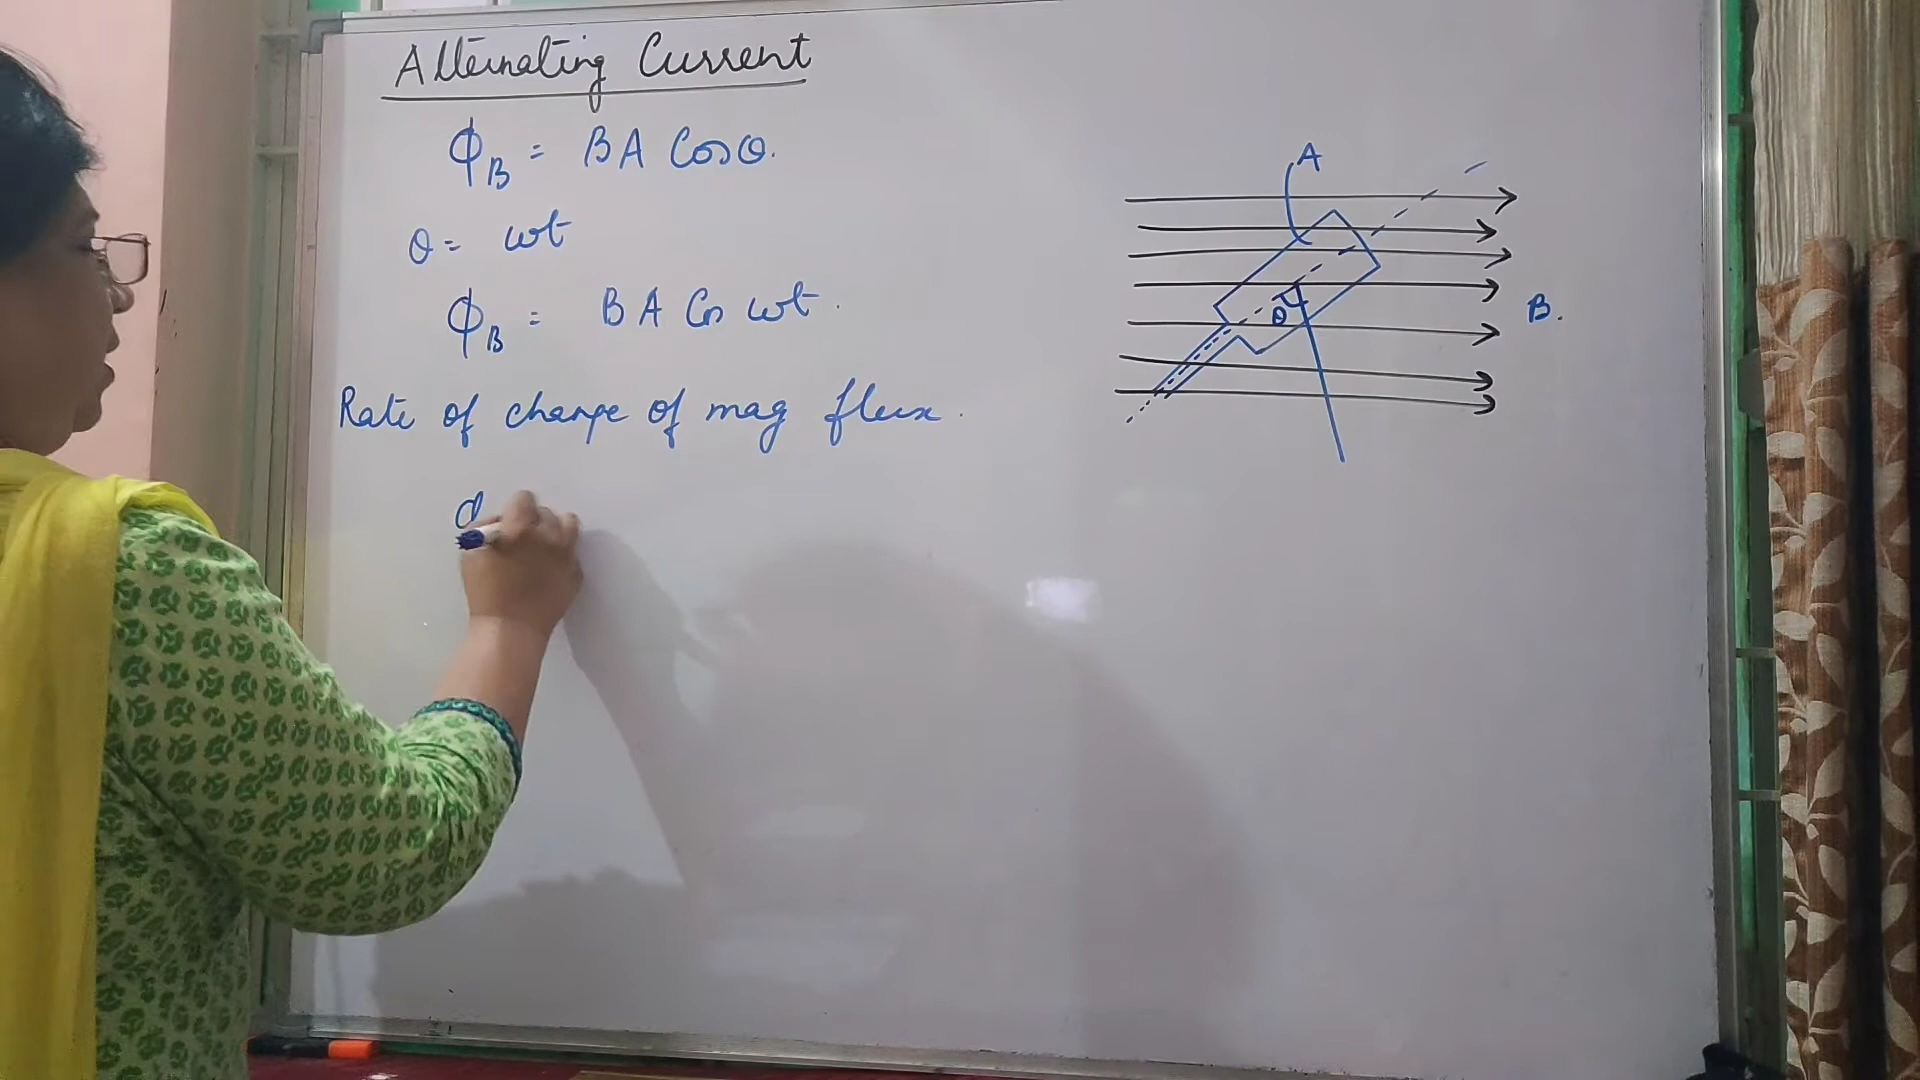 Alternating Current
ϕB = BA Cosθ.
θ = ωt
ϕB = BA Cos ωt.
Rate of change of mag flux.
d
A
θ
B.